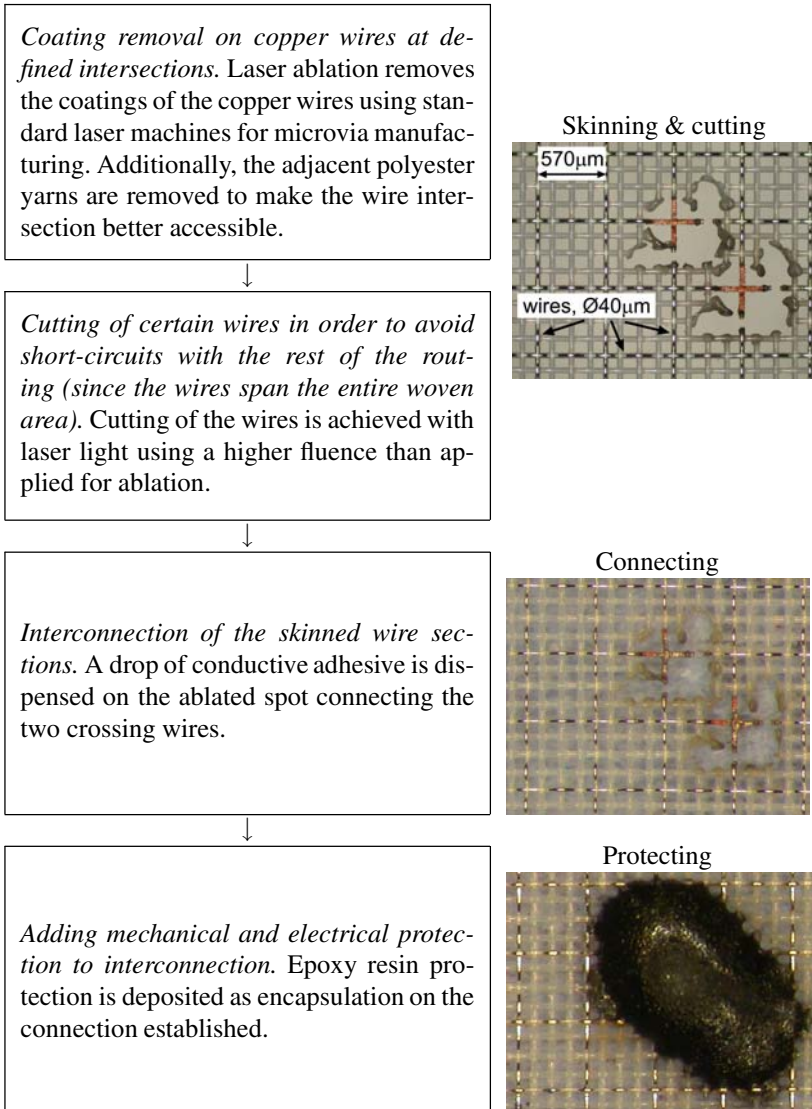 Coating removal on copper wires at de-
fined intersections. Laser ablation removes
the coatings of the copper wires using stan-
dard laser machines for microvia manufac-
turing. Additionally, the adjacent polyester
yarns are removed to make the wire inter-
section better accessible.
Skinning & cutting
570μm
wires, Ø40μm
↓
Cutting of certain wires in order to avoid
short-circuits with the rest of the rout-
ing (since the wires span the entire woven
area). Cutting of the wires is achieved with
laser light using a higher fluence than ap-
plied for ablation.
↓
Connecting
Interconnection of the skinned wire sec-
tions. A drop of conductive adhesive is dis-
pensed on the ablated spot connecting the
two crossing wires.
↓
Protecting
Adding mechanical and electrical protec-
tion to interconnection. Epoxy resin pro-
tection is deposited as encapsulation on the
connection established.